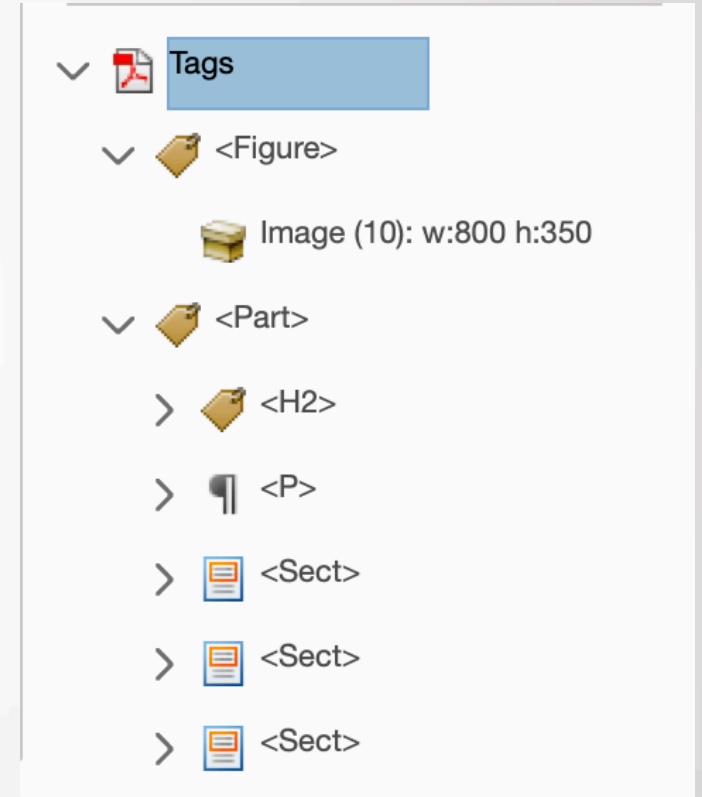 Tags
<Figure>
Image (10): w:800 h:350
<Part>
<H2>
<P>
<Sect>
<Sect>
<Sect>